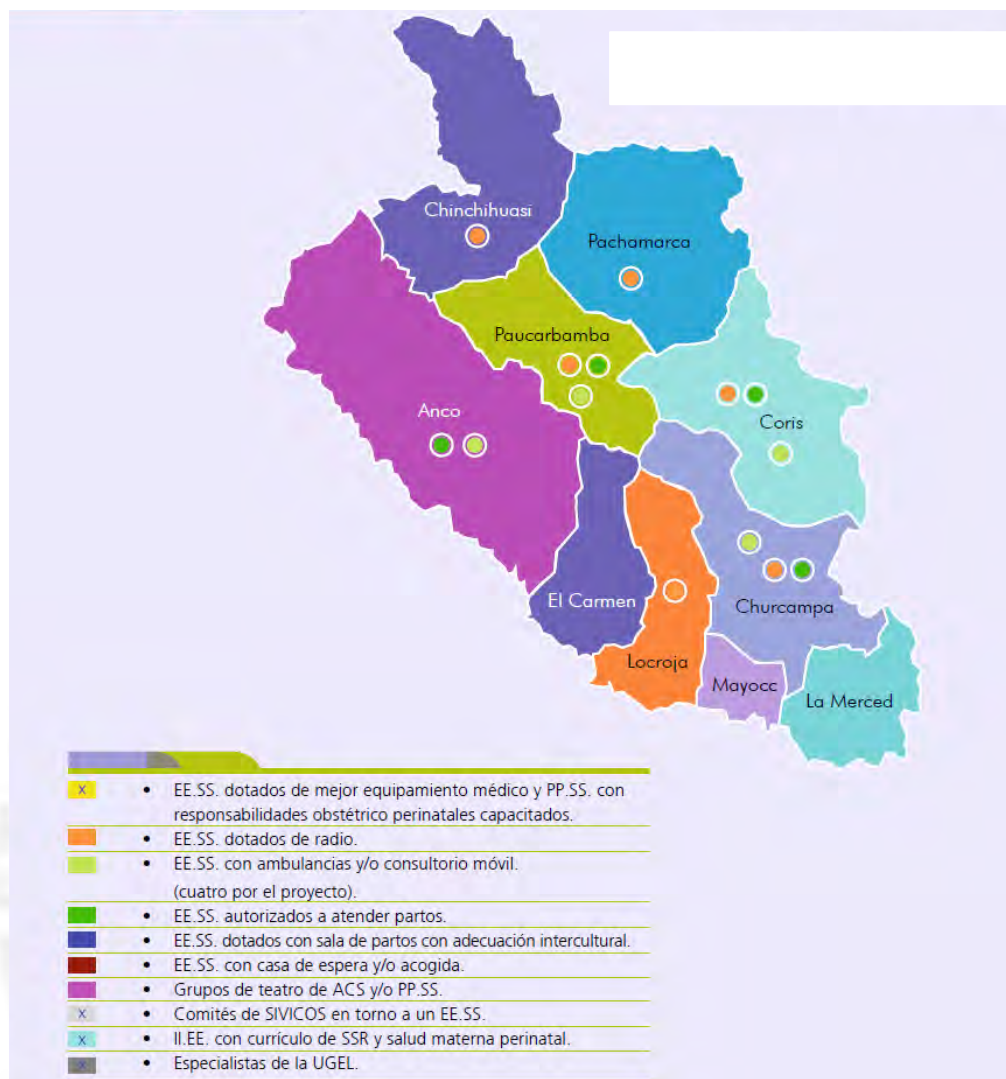 Chinchihuasi
Pachamarca
Paucarbamba
Anco
Coris
El Carmen
Churcampa
Locroja
Mayocc
La Merced
x • EE.SS. dotados de mejor equipamiento médico y PP.SS. con
responsabilidades obstétrico perinatales capacitados.
• EE.SS. dotados de radio.
• EE.SS. con ambulancias y/o consultorio móvil.
(cuatro por el proyecto).
• EE.SS. autorizados a atender partos.
• EE.SS. dotados con sala de partos con adecuación intercultural.
• EE.SS. con casa de espera y/o acogida.
• Grupos de teatro de ACS y/o PP.SS.
x • Comités de SIVICOS en torno a un EE.SS.
x • II.EE. con currículo de SSR y salud materna perinatal.
x • Especialistas de la UGEL.